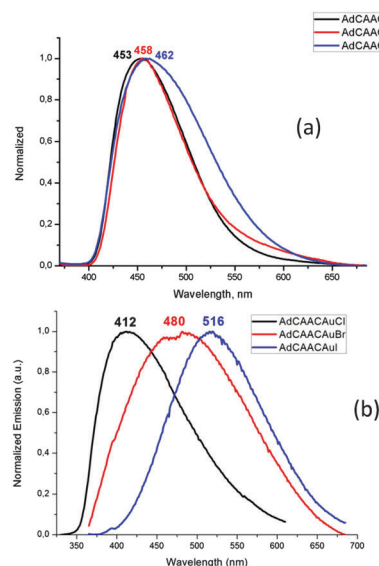 AdCAAC
AdCAAC
AdCAAC
453 458 462
(a)
1,0
0,8
0,6
0,4
0,2
0,0
Normalized
400 450 500 550 600 650
Wavelength, nm
412 480 516
AdCAACAuCl
AdCAACAuBr
AdCAACAuI
(b)
1,0
0,8
0,6
0,4
0,2
0,0
Normalized Emission (a.u.)
350 400 450 500 550 600 650 700
Wavelength (nm)